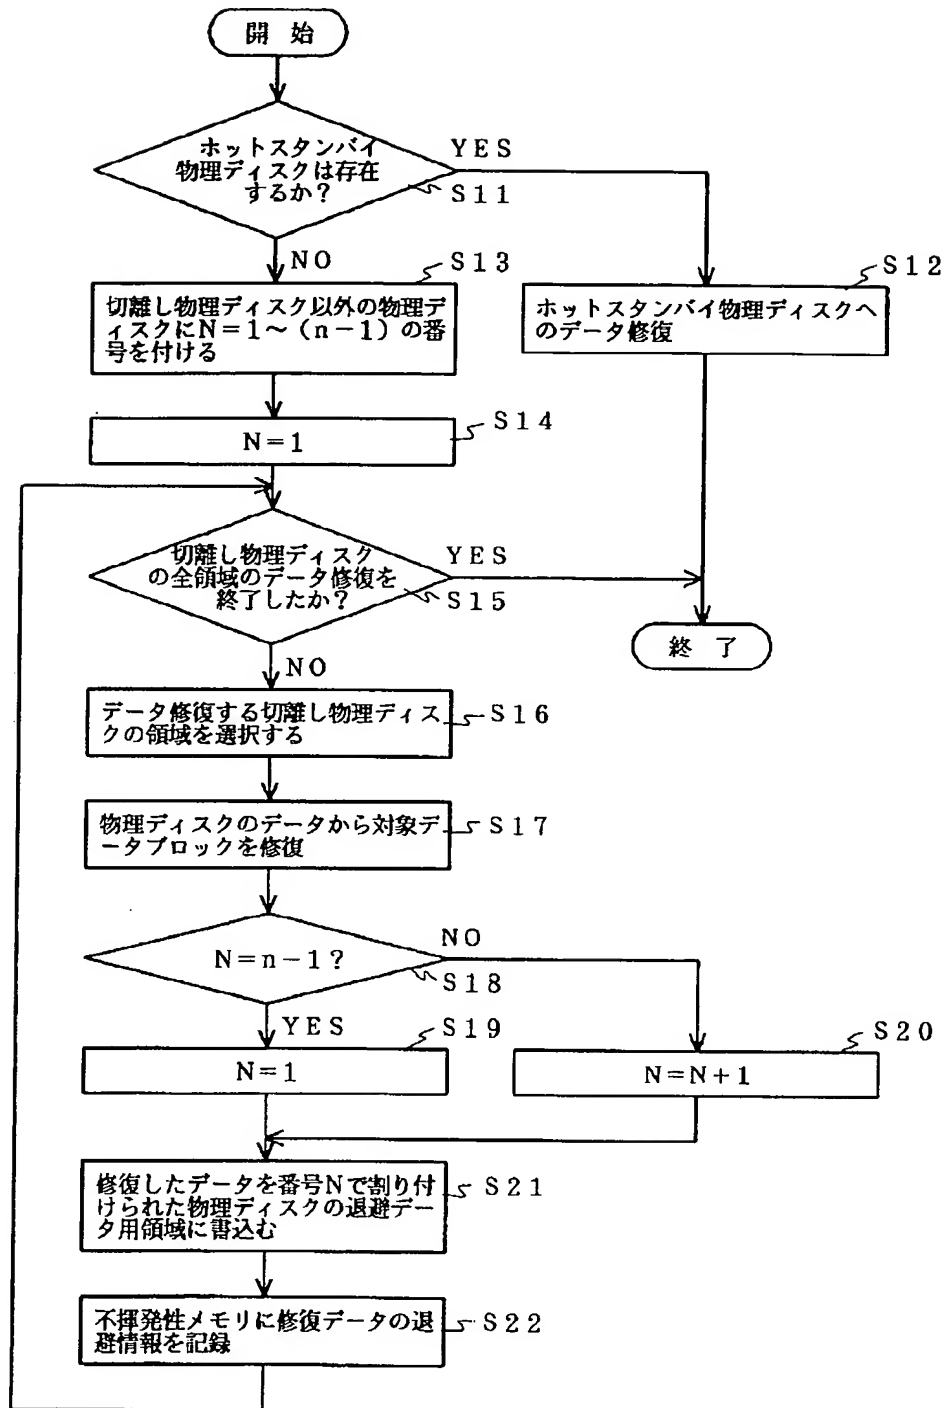 開 始
ホットスタンバイ
物理ディスクは存在
するか？
YES
S11
NO
S13
切離し物理ディスク以外の物理デ
ィスクにN＝1～（n－1）の番
号を付ける
S12
ホットスタンバイ物理ディスクへ
のデータ修復
S14
N＝1
切離し物理ディスク
の全領域のデータ修復を
終了したか？
YES
S15
終 了
NO
データ修復する切離し物理ディス
クの領域を選択する
S16
物理ディスクのデータから対象デ
ータブロックを修復
S17
N＝n－1？
NO
S18
YES
S19
N＝1
S20
N＝N＋1
修復したデータを番号Nで割り付
けられた物理ディスクの退避デー
タ用領域に書込む
S21
不揮発性メモリに修復データの退
避情報を記録
S22